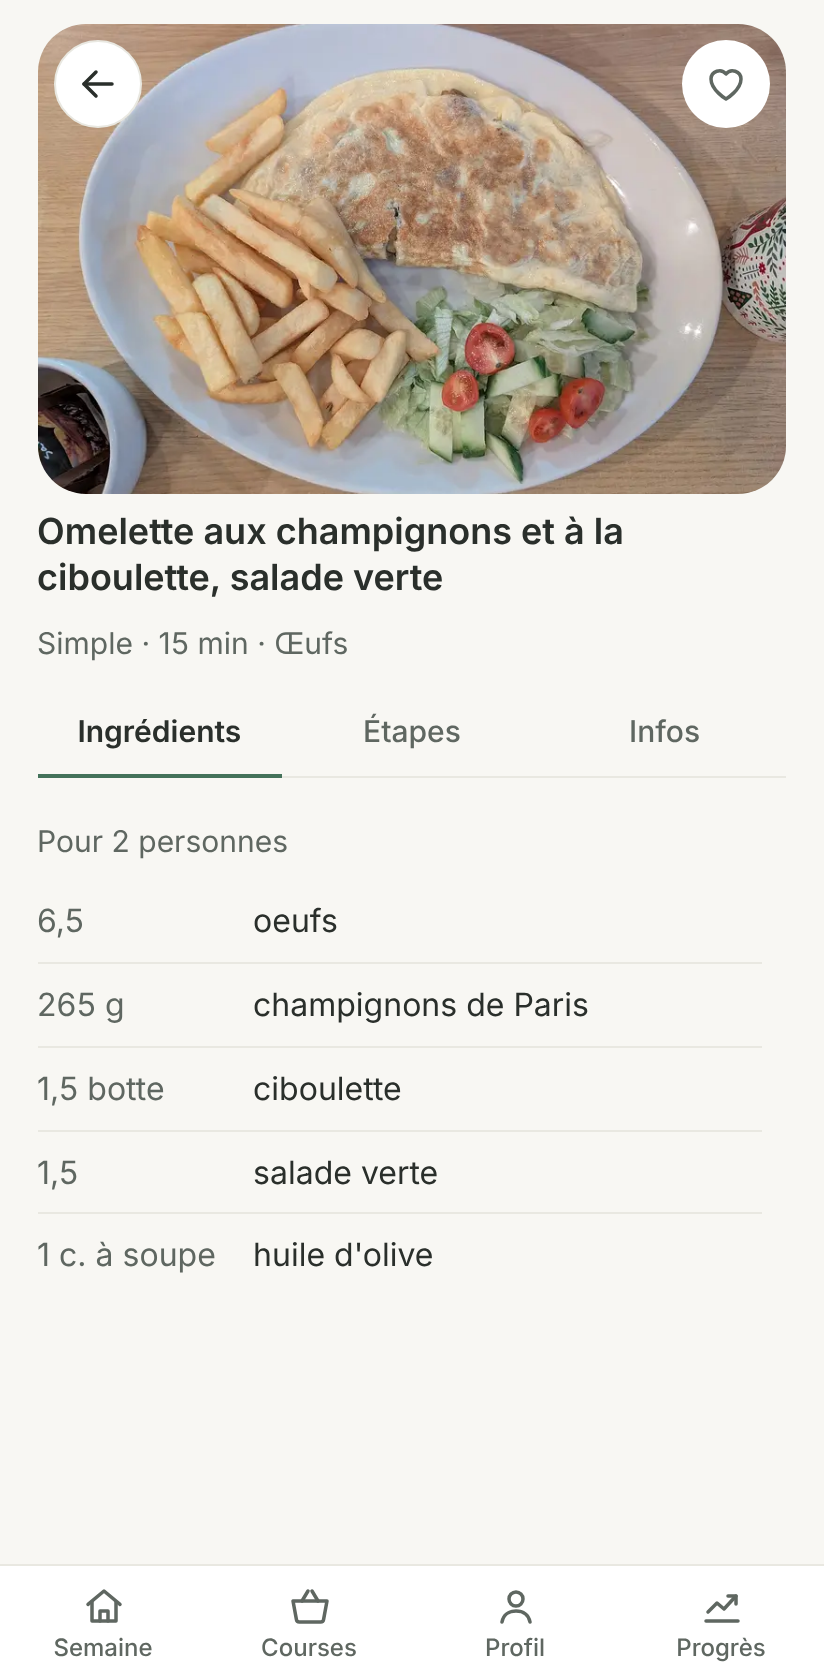 Omelette aux champignons et à la
ciboulette, salade verte
Simple · 15 min · Œufs
Ingrédients
Étapes
Infos
Pour 2 personnes
6,5 oeufs
265 g champignons de Paris
1,5 botte ciboulette
1,5 salade verte
1 c. à soupe huile d'olive
Semaine
Courses
Profil
Progrès